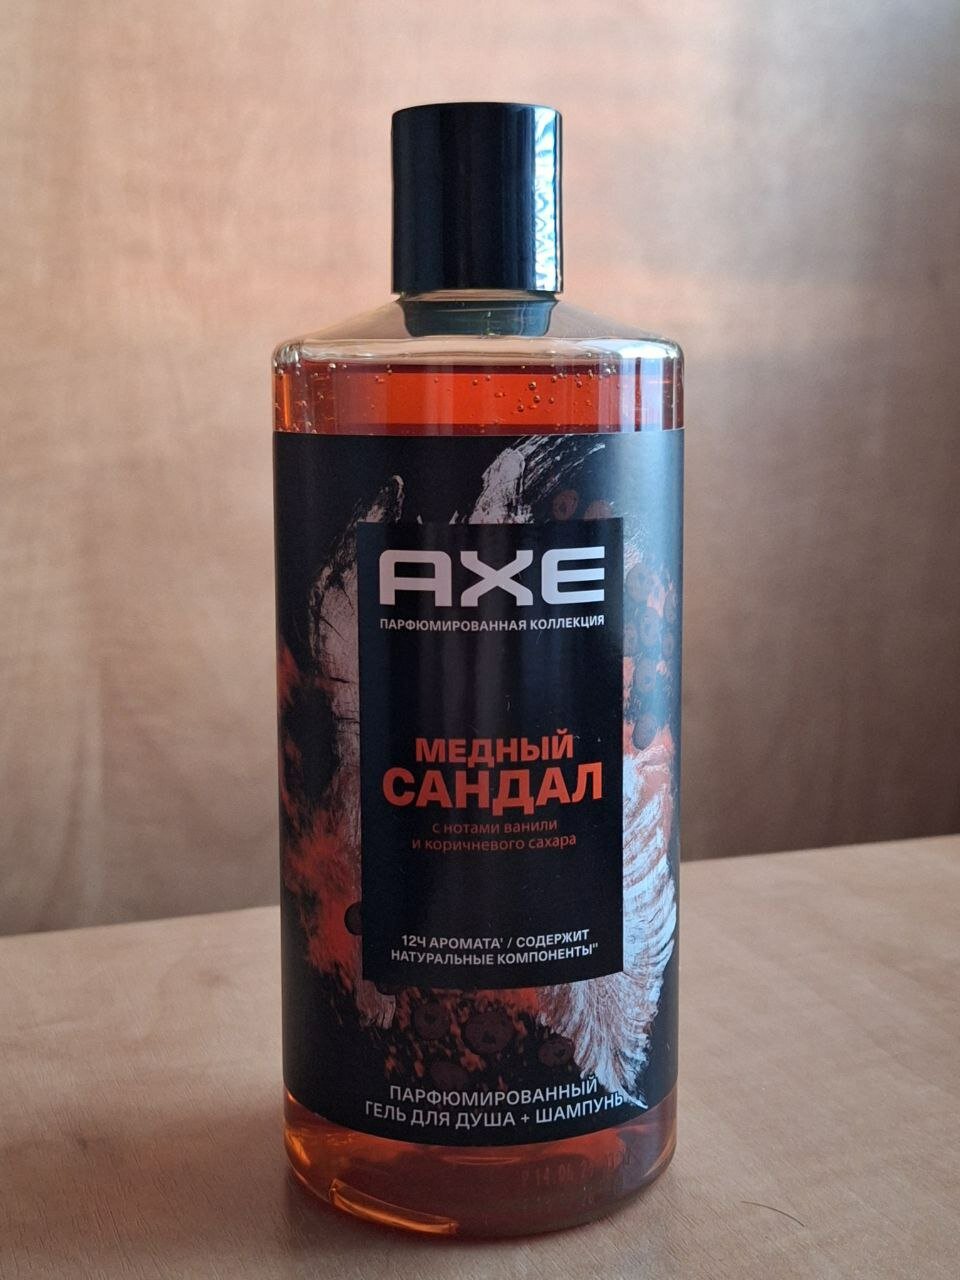 AXE
ПАРФЮМИРОВАННАЯ КОЛЛЕКЦИЯ
МЕДНЫЙ
САНДАЛ
с нотами ванили
и коричневого сахара
12Ч АРОМАТА' / СОДЕРЖИТ
НАТУРАЛЬНЫЕ КОМПОНЕНТЫ"
ПАРФЮМИРОВАННЫЙ
ГЕЛЬ ДЛЯ ДУША + ШАМПУНЬ